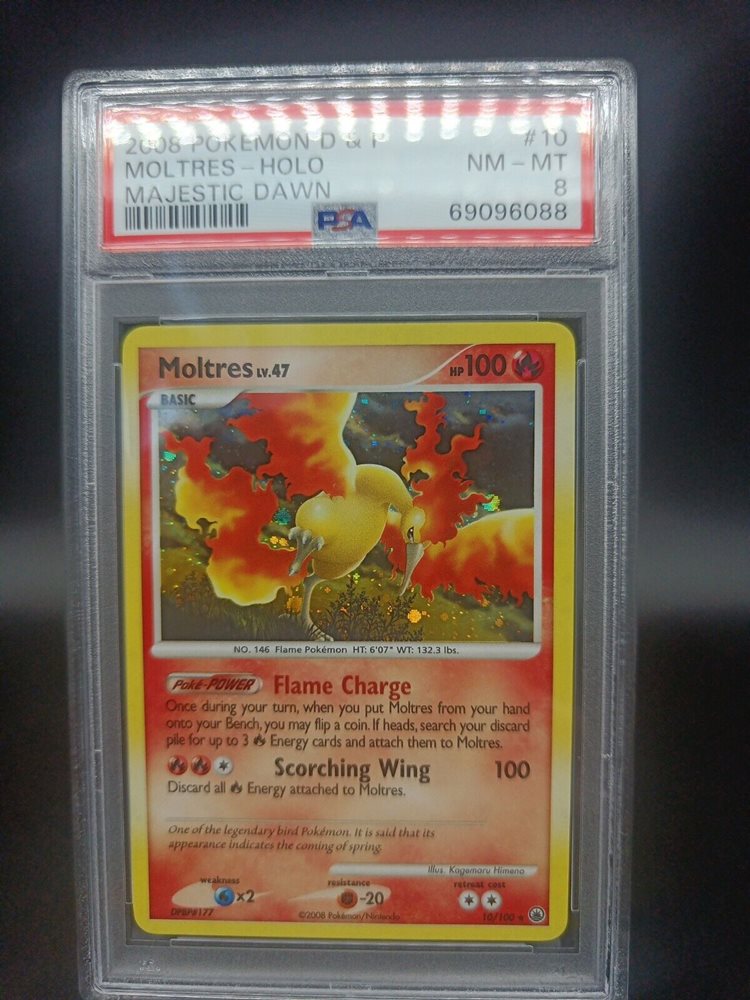 2008 POKEMON D & P #10
MOLTRES - HOLO NM - MT
MAJESTIC DAWN 8
PSA 69096088
Moltres LV.47 HP 100
BASIC
NO. 146 Flame Pokémon HT: 6'07" WT: 132.3 lbs.
Poké-POWER Flame Charge
Once during your turn, when you put Moltres from your hand
onto your Bench, you may flip a coin. If heads, search your discard
pile for up to 3 Energy cards and attach them to Moltres.
Scorching Wing 100
Discard all Energy attached to Moltres.
One of the legendary bird Pokémon. It is said that its
appearance indicates the coming of spring.
Illus. Kagemaru Himeno
weakness resistance retreat cost
x2 -20
DPBP#177 ©2008 Pokémon/Nintendo 10/100